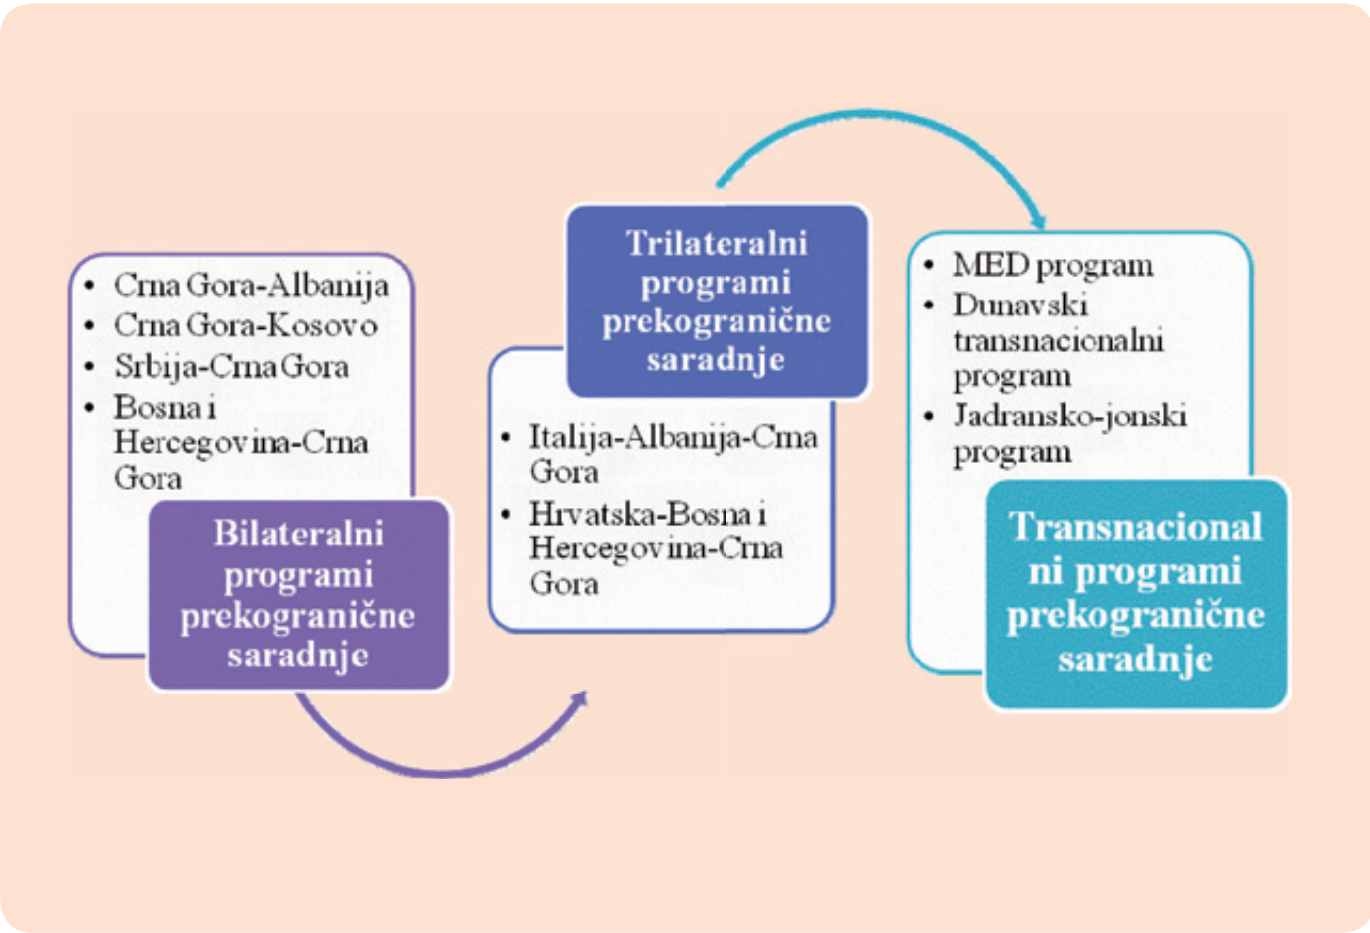 • Crna Gora-Albanija
• Crna Gora-Kosovo
• Srbija-Crna Gora
• Bosna i
Hercegovina-Crna
Gora
Bilateralni
programi
prekogranične
saradnje
Trilateralni
programi
prekogranične
saradnje
• Italija-Albanija-Crna
Gora
• Hrvatska-Bosna i
Hercegovina-Crna
Gora
• MED program
• Dunavski
transnacionalni
program
• Jadransko-jonski
program
Transnacional
ni programi
prekogranične
saradnje